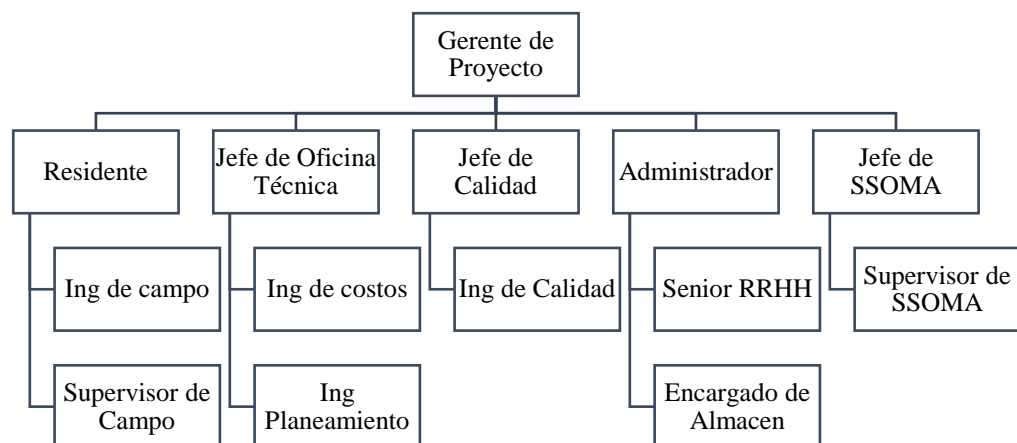 Gerente de
Proyecto
Residente
Jefe de Oficina
Técnica
Jefe de
Calidad
Administrador
Jefe de
SSOMA
Ing de campo
Ing de costos
Ing de Calidad
Senior RRHH
Supervisor de
SSOMA
Supervisor de
Campo
Ing
Planeamiento
Encargado de
Almacen